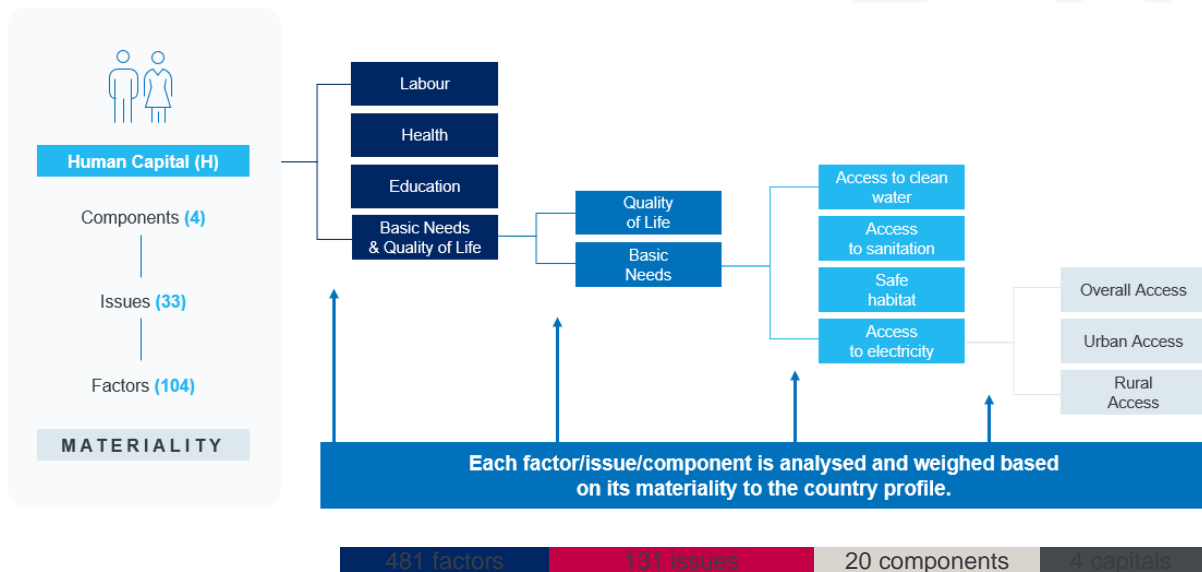 Human Capital (H)
Components (4)
Issues (33)
Factors (104)
MATERIALITY
Labour
Health
Education
Basic Needs
& Quality of Life
Quality
of Life
Basic
Needs
Access to clean
water
Access
to sanitation
Safe
habitat
Access
to electricity
Overall Access
Urban Access
Rural
Access
Each factor/issue/component is analysed and weighed based
on its materiality to the country profile.
481 factors
131 issues
20 components
4 capitals